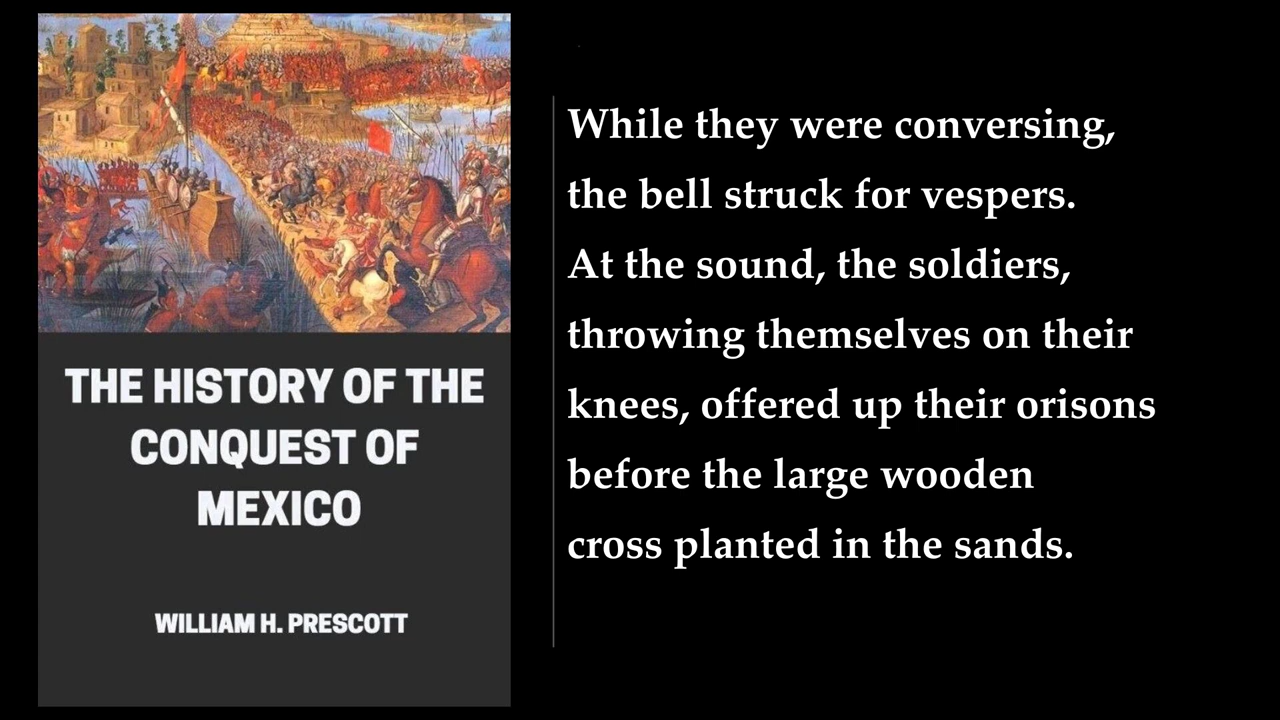 THE HISTORY OF THE
CONQUEST OF
MEXICO
WILLIAM H. PRESCOTT
While they were conversing,
the bell struck for vespers.
At the sound, the soldiers,
throwing themselves on their
knees, offered up their orisons
before the large wooden
cross planted in the sands.